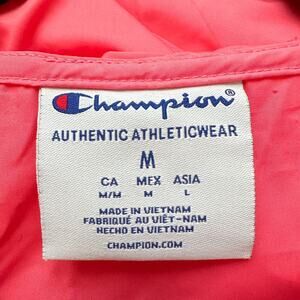 Champion®
AUTHENTIC ATHLETICWEAR
M
CA MEX ASIA
M/M M L
MADE IN VIETNAM
FABRIQUÉ AU VIÊT-NAM
HECHO EN VIETNAM
CHAMPION.COM